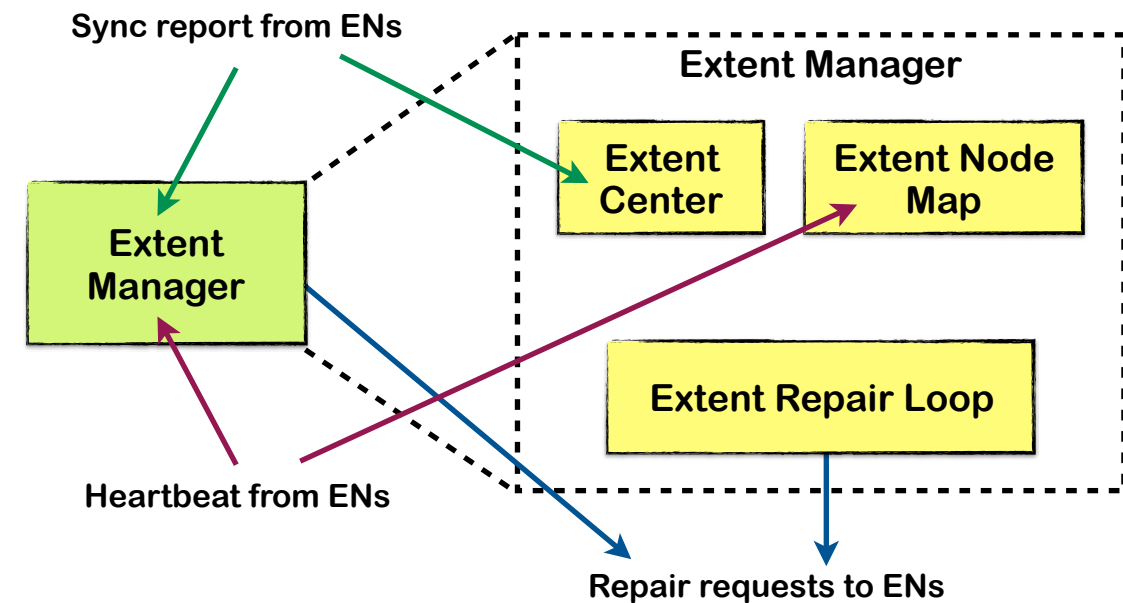 Sync report from ENs
Extent Manager
Extent
Center
Extent Node
Map
Extent
Manager
Extent Repair Loop
Heartbeat from ENs
Repair requests to ENs